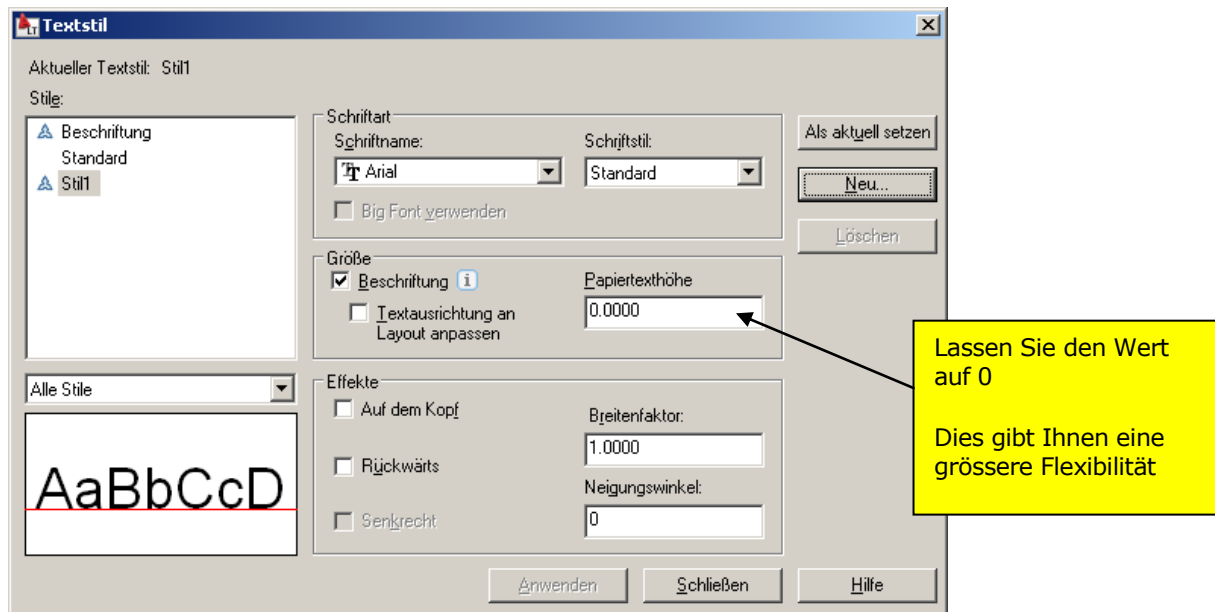 LT Textstil
Aktueller Textstil: Stil1
Stile:
Beschriftung
Standard
Stil1
Alle Stile
AaBbCcD
Schriftart
Schriftname:
Schriftstil:
Arial
Standard
Big Font verwenden
Größe
Beschriftung
Papiertexthöhe
Textausrichtung an
Layout anpassen
0.0000
Effekte
Auf dem Kopf
Rückwärts
Senkrecht
Breitenfaktor:
1.0000
Neigungswinkel:
0
Als aktuell setzen
Neu...
Löschen
Anwenden
Schließen
Hilfe
Lassen Sie den Wert
auf 0
Dies gibt Ihnen eine
grössere Flexibilität